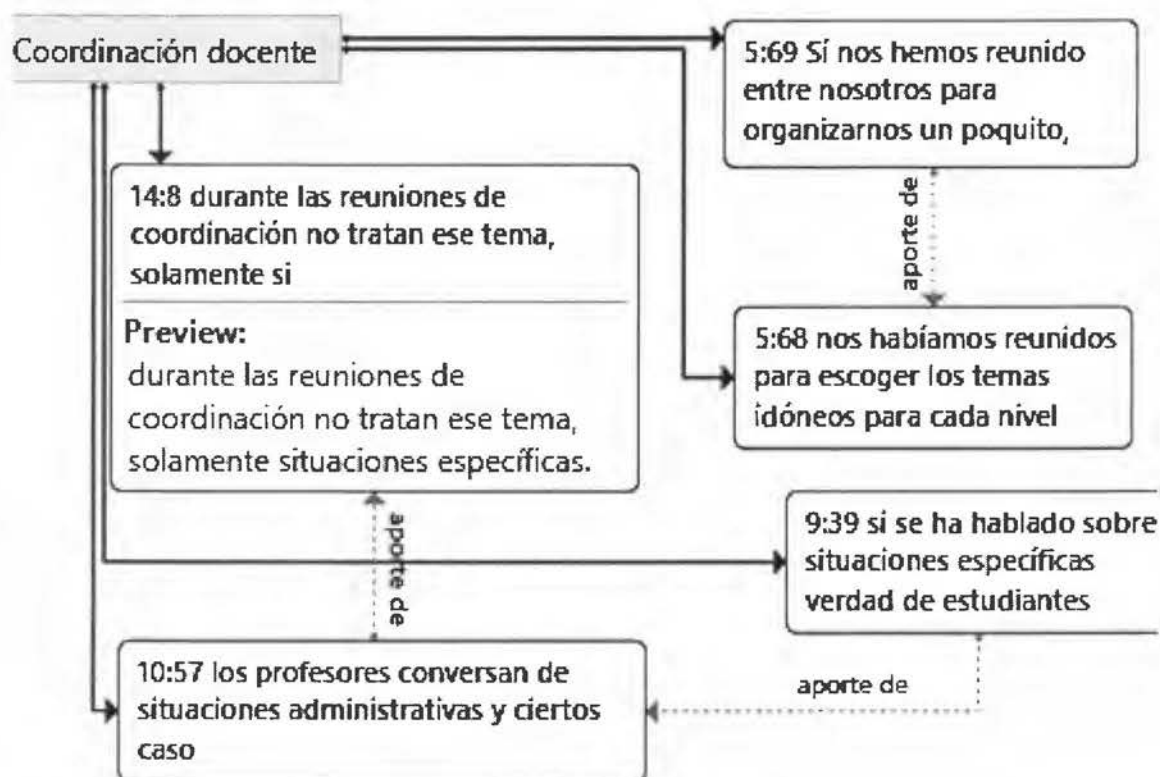 Coordinación docente
5:69 Sí nos hemos reunido
entre nosotros para
organizarnos un poquito,
aporte de
14:8 durante las reuniones de
coordinación no tratan ese tema,
solamente si
Preview:
durante las reuniones de
coordinación no tratan ese tema,
solamente situaciones específicas.
5:68 nos habíamos reunidos
para escoger los temas
idóneos para cada nivel
aporte de
9:39 si se ha hablado sobre
situaciones específicas
verdad de estudiantes
aporte de
10:57 los profesores conversan de
situaciones administrativas y ciertos
caso